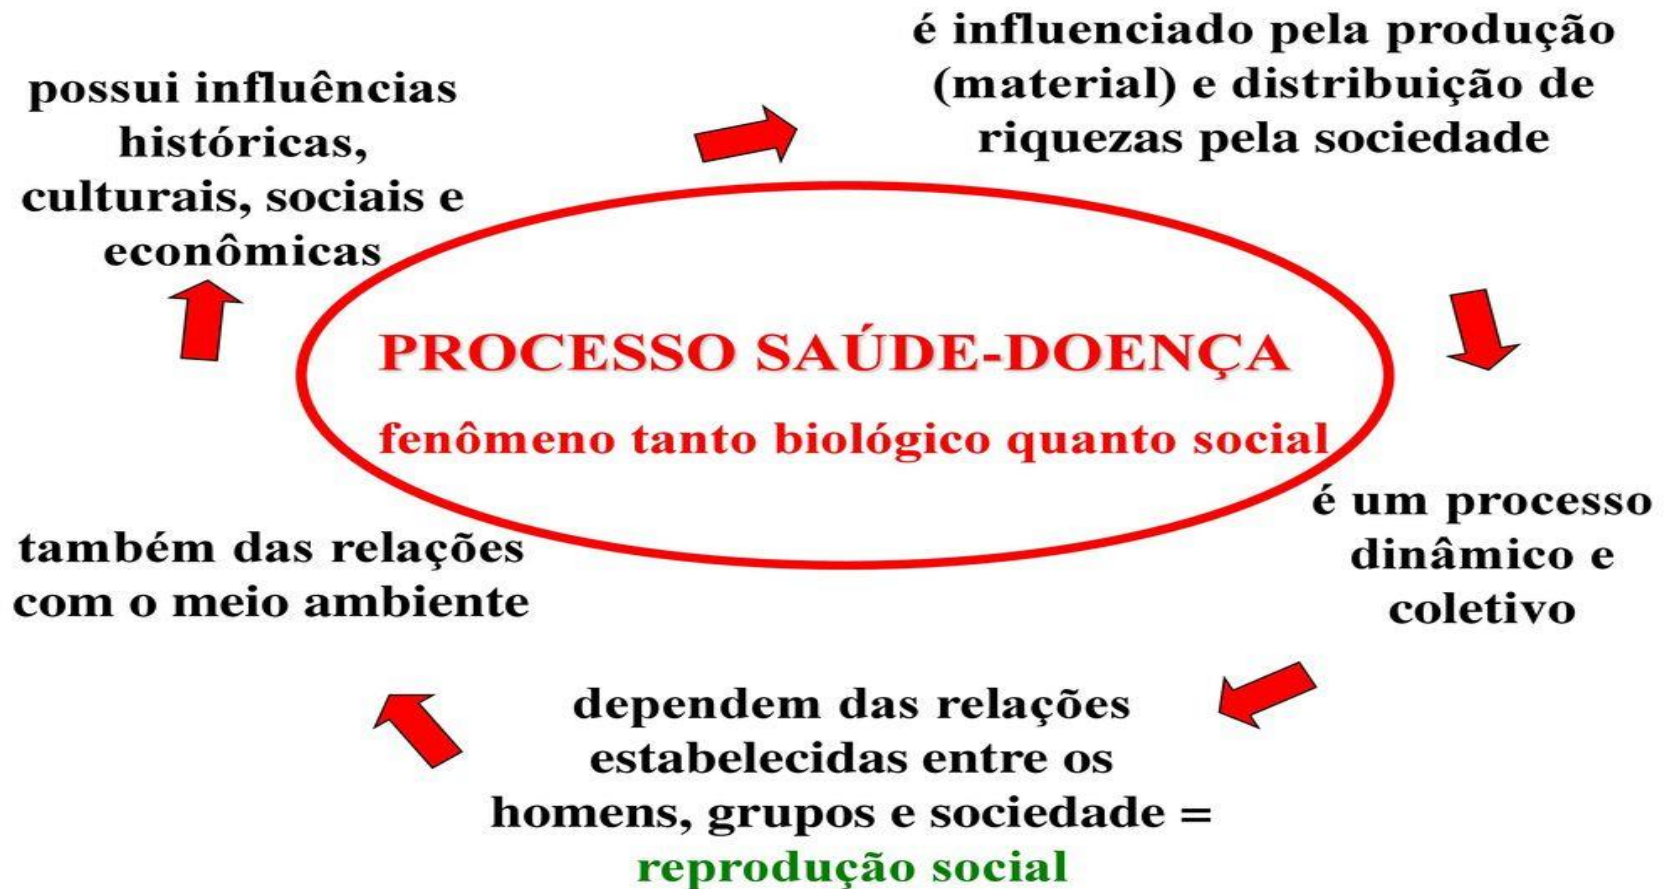 possui influências
históricas,
culturais, sociais e
econômicas
é influenciado pela produção
(material) e distribuição de
riquezas pela sociedade
PROCESSO SAÚDE-DOENÇA
fenômeno tanto biológico quanto social
é um processo
dinâmico e
coletivo
dependem das relações
estabelecidas entre os
homens, grupos e sociedade =
reprodução social
também das relações
com o meio ambiente